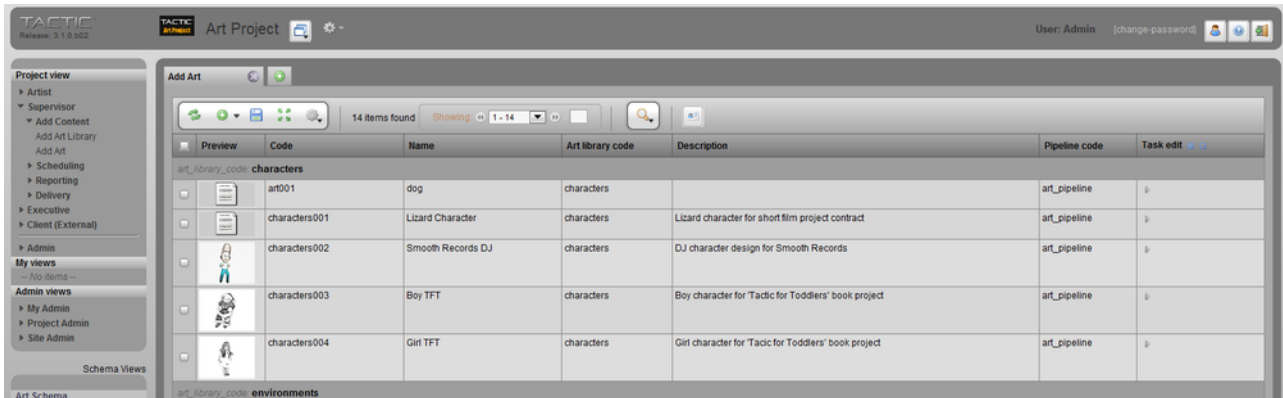 TACTIC
Release: 3.1.0.b02
TACTIC
Art Project
Art Project
User: Admin [change-password]
Project view
Artist
Supervisor
Add Content
Add Art Library
Add Art
Scheduling
Reporting
Delivery
Executive
Client (External)
Admin
My views
-- No items --
Admin views
My Admin
Project Admin
Site Admin
Schema Views
Art Schema
Add Art
14 items found Showing: 1 - 14
Preview Code Name Art library code Description Pipeline code Task edit
art_library_code: characters
art001 dog characters art_pipeline
characters001 Lizard Character characters Lizard character for short film project contract art_pipeline
characters002 Smooth Records DJ characters DJ character design for Smooth Records art_pipeline
characters003 Boy TFT characters Boy character for 'Tactic for Toddlers' book project art_pipeline
characters004 Girl TFT characters Girl character for 'Tacic for Toddlers' book project art_pipeline
art_library_code: environments